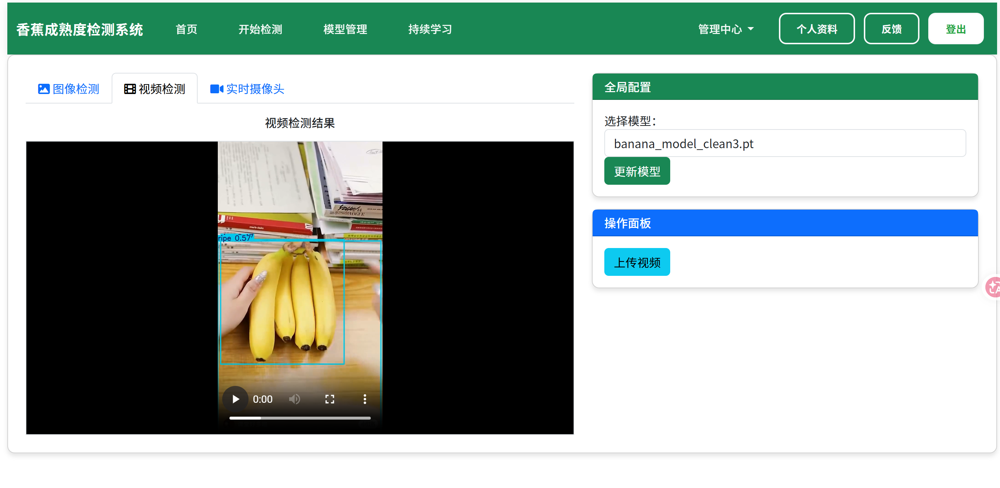 香蕉成熟度检测系统 首页 开始检测 模型管理 持续学习 管理中心 个人资料 反馈 登出
图像检测 视频检测 实时摄像头
视频检测结果
marie claire
VOGUE
ripe 0.57
0:00
全局配置
选择模型：
banana_model_clean3.pt
更新模型
操作面板
上传视频